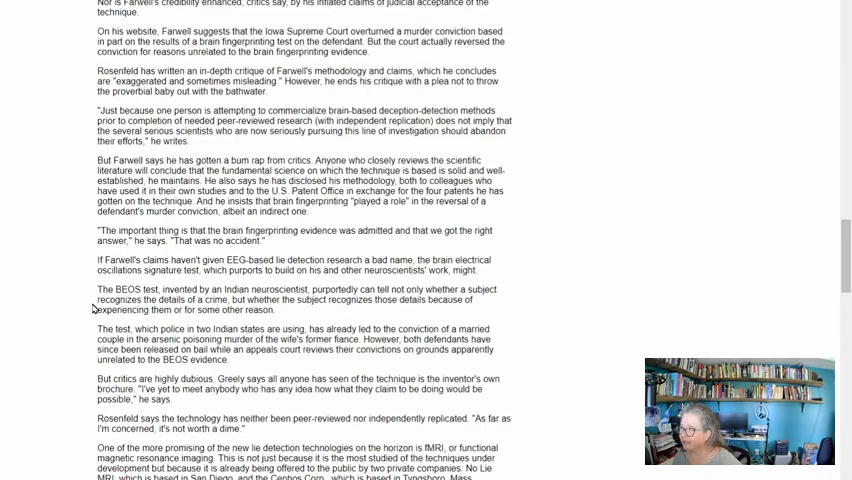 Nor is Farwell's credibility enhanced, critics say, by his inflated claims of judicial acceptance of the
technique.
On his website, Farwell suggests that the Iowa Supreme Court overturned a murder conviction based
in part on the results of a brain fingerprinting test on the defendant. But the court actually reversed the
conviction for reasons unrelated to the brain fingerprinting evidence.
Rosenfeld has written an in-depth critique of Farwell's methodology and claims, which he concludes
are "exaggerated and sometimes misleading." However, he ends his critique with a plea not to throw
the proverbial baby out with the bathwater.
"Just because one person is attempting to commercialize brain-based deception-detection methods
prior to completion of needed peer-reviewed research (with independent replication) does not imply that
the several serious scientists who are now seriously pursuing this line of investigation should abandon
their efforts," he writes.
But Farwell says he has gotten a bum rap from critics. Anyone who closely reviews the scientific
literature will conclude that the fundamental science on which the technique is based is solid and well-
established, he maintains. He also says he has disclosed his methodology, both to colleagues who
have used it in their own studies and to the U.S. Patent Office in exchange for the four patents he has
gotten on the technique. And he insists that brain fingerprinting "played a role" in the reversal of a
defendant's murder conviction, albeit an indirect one.
"The important thing is that the brain fingerprinting evidence was admitted and that we got the right
answer," he says. "That was no accident."
If Farwell's claims haven't given EEG-based lie detection research a bad name, the brain electrical
oscillations signature test, which purports to build on his and other neuroscientists' work, might.
The BEOS test, invented by an Indian neuroscientist, purportedly can tell not only whether a subject
recognizes the details of a crime, but whether the subject recognizes those details because of
experiencing them or for some other reason.
The test, which police in two Indian states are using, has already led to the conviction of a married
couple in the arsenic poisoning murder of the wife's former fiance. However, both defendants have
since been released on bail while an appeals court reviews their convictions on grounds apparently
unrelated to the BEOS evidence.
But critics are highly dubious. Greely says all anyone has seen of the technique is the inventor's own
brochure. "I've yet to meet anybody who has any idea how what they claim to be doing would be
possible," he says.
Rosenfeld says the technology has neither been peer-reviewed nor independently replicated. "As far as
I'm concerned, it's not worth a dime."
One of the more promising of the new lie detection technologies on the horizon is fMRI, or functional
magnetic resonance imaging. This is not just because it is the most studied of the techniques under
development but because it is already being offered to the public by two private companies: No Lie
MRI, which is based in San Diego, and the Cephos Corp., which is based in Tyngsboro, Mass.